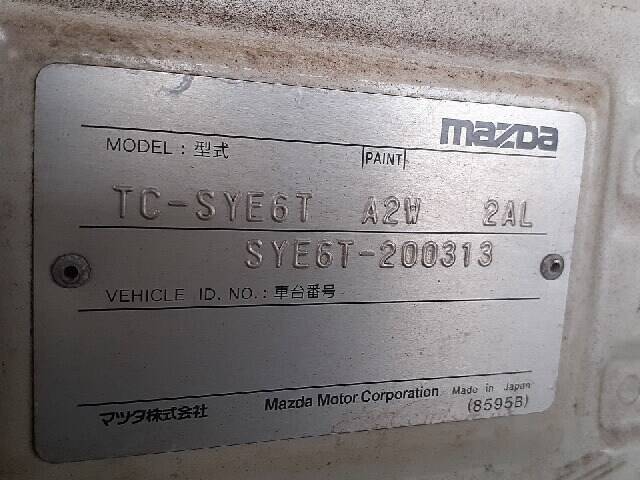 mazda
MODEL : 型式 PAINT
TC-SYE6T A2W 2AL
SYE6T-200313
VEHICLE ID. NO. : 車台番号
マツダ株式会社 Mazda Motor Corporation Made in Japan
(8595B)